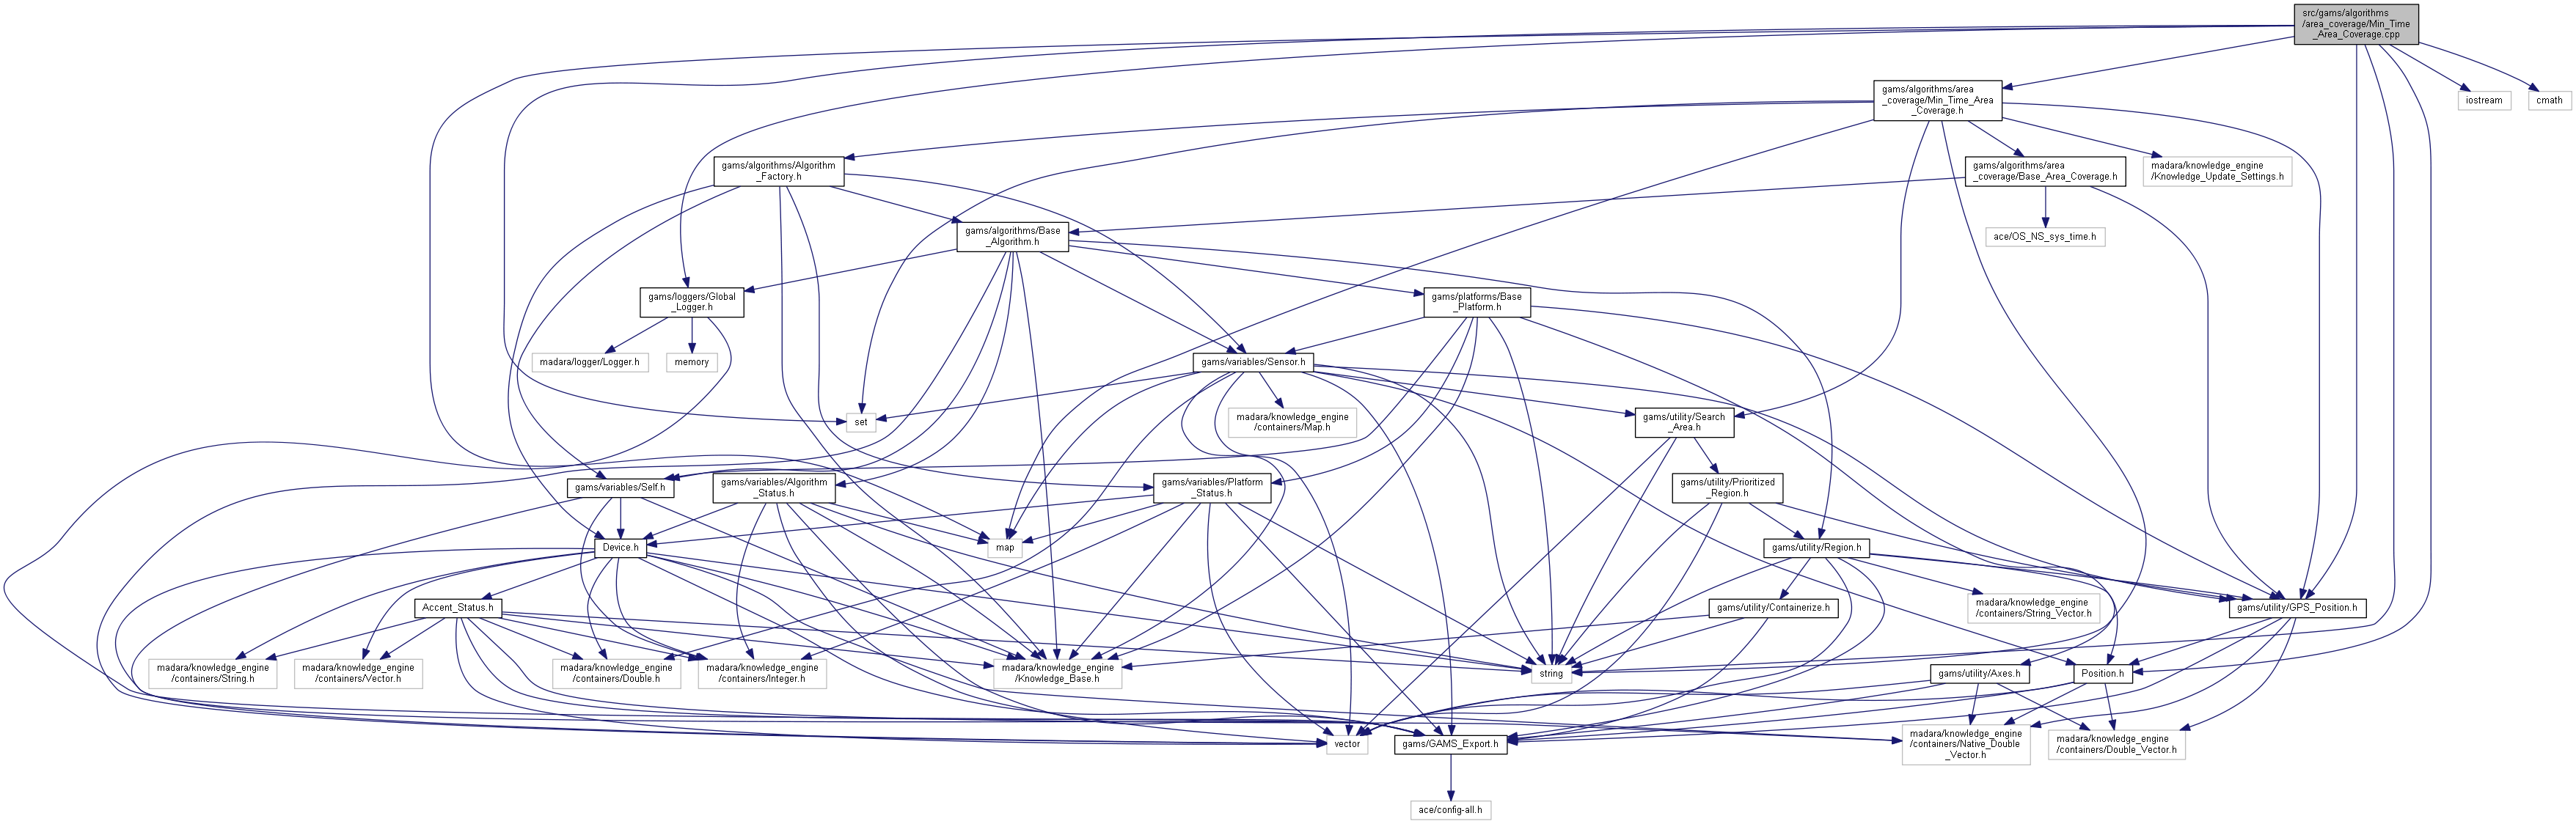 src/gams/algorithms
/area_coverage/Min_Time
_Area_Coverage.cpp
gams/algorithms/area
_coverage/Min_Time_Area
_Coverage.h
iostream
cmath
gams/algorithms/Algorithm
_Factory.h
gams/algorithms/area
_coverage/Base_Area_Coverage.h
madara/knowledge_engine
/Knowledge_Update_Settings.h
gams/algorithms/Base
_Algorithm.h
ace/OS_NS_sys_time.h
gams/loggers/Global
_Logger.h
gams/platforms/Base
_Platform.h
madara/logger/Logger.h
memory
gams/variables/Sensor.h
set
madara/knowledge_engine
/containers/Map.h
gams/utility/Search
_Area.h
gams/variables/Self.h
gams/variables/Algorithm
_Status.h
gams/variables/Platform
_Status.h
gams/utility/Prioritized
_Region.h
Device.h
map
gams/utility/Region.h
Accent_Status.h
gams/utility/Containerize.h
madara/knowledge_engine
/containers/String_Vector.h
gams/utility/GPS_Position.h
madara/knowledge_engine
/containers/String.h
madara/knowledge_engine
/containers/Vector.h
madara/knowledge_engine
/containers/Double.h
madara/knowledge_engine
/containers/Integer.h
madara/knowledge_engine
/Knowledge_Base.h
string
gams/utility/Axes.h
Position.h
vector
gams/GAMS_Export.h
madara/knowledge_engine
/containers/Native_Double
_Vector.h
madara/knowledge_engine
/containers/Double_Vector.h
ace/config-all.h